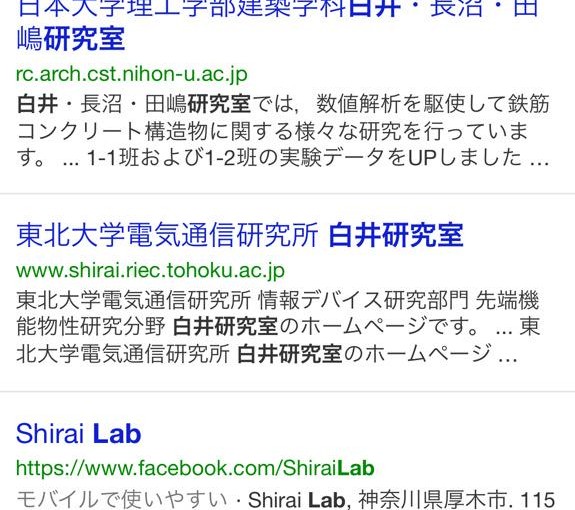 日本大学理工学部建築学科白井・長沼・田
嶋研究室
rc.arch.cst.nihon-u.ac.jp
白井・長沼・田嶋研究室では，数値解析を駆使して鉄筋
コンクリート構造物に関する様々な研究を行っていま
す。 ... 1-1班および1-2班の実験データをUPしました ...
東北大学電気通信研究所 白井研究室
www.shirai.riec.tohoku.ac.jp
東北大学電気通信研究所 情報デバイス研究部門 先端機
能物性研究分野 白井研究室のホームページです。 ... 東
北大学電気通信研究所 白井研究室のホームページ ...
Shirai Lab
https://www.facebook.com/ShiraiLab
モバイルで使いやすい · Shirai Lab, 神奈川県厚木市. 115